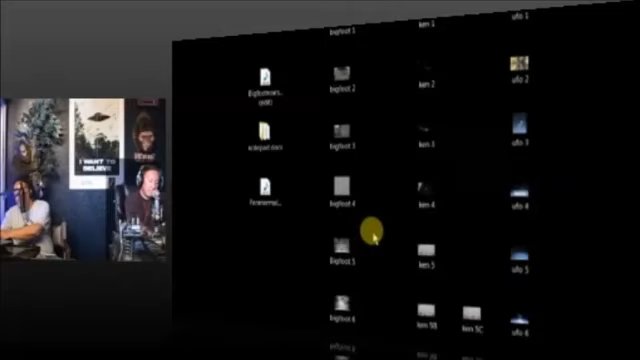 bigfoot 1
ken 1
ufo 1
bigfoot 2
ken 2
ufo 2
(edit)
bigfoot 3
ken 3
ufo 3
bigfoot 4
ken 4
ufo 4
bigfoot 5
ken 5
ufo 5
bigfoot 6
ken 5B
ken 5C
ufo 6
I WANT TO
BELIEVE